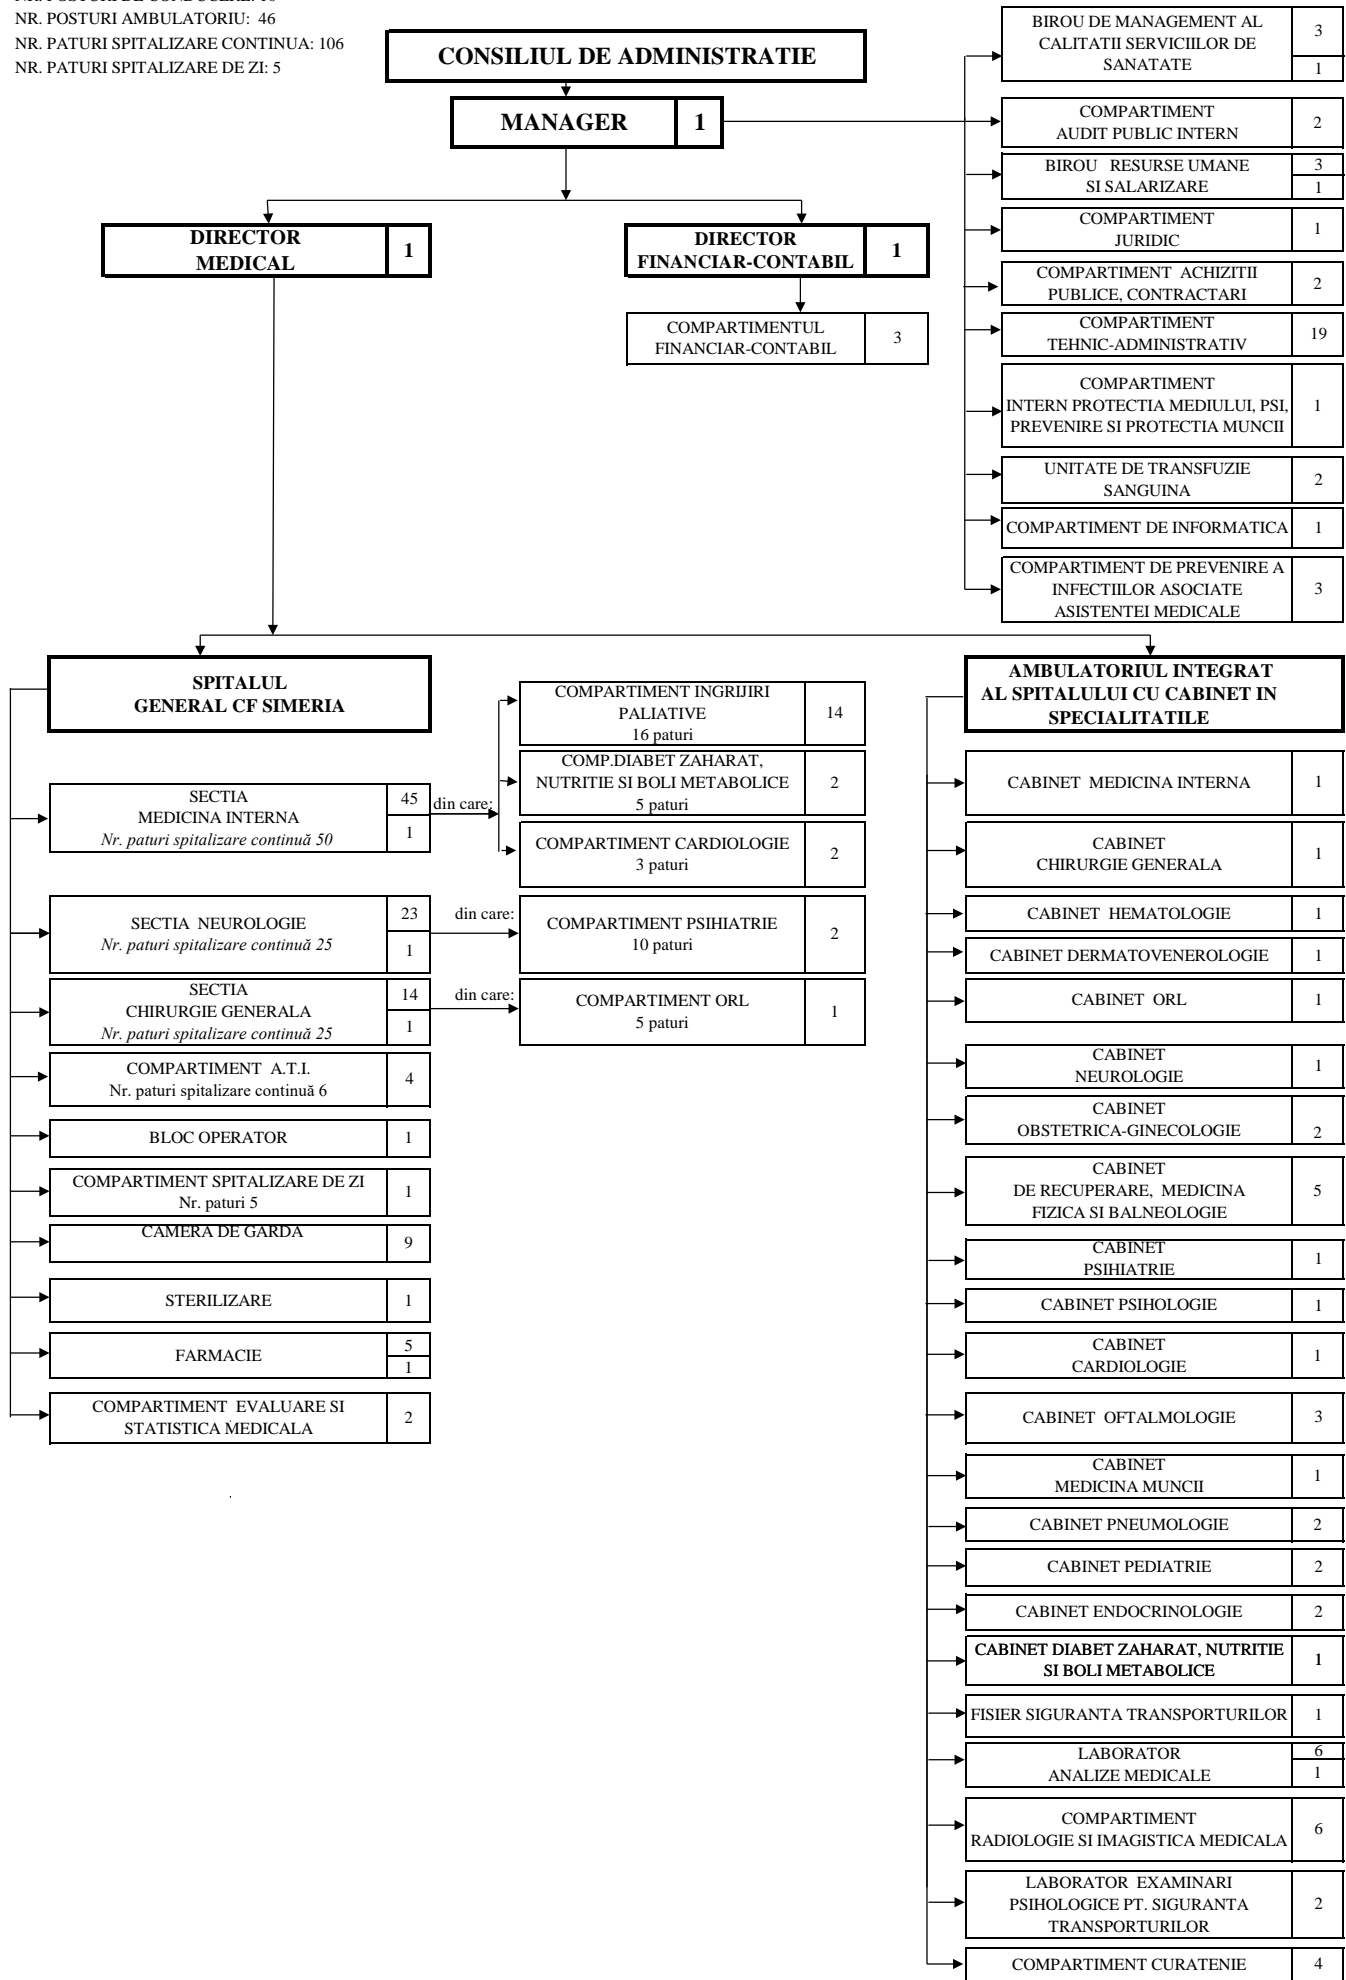 NR. POSTURI AMBULATORIU: 46
NR. PATURI SPITALIZARE CONTINUA: 106
NR. PATURI SPITALIZARE DE ZI: 5
CONSILIUL DE ADMINISTRATIE
MANAGER 1
BIROU DE MANAGEMENT AL
CALITATII SERVICIILOR DE
SANATATE
3
1
COMPARTIMENT
AUDIT PUBLIC INTERN
2
BIROU RESURSE UMANE
SI SALARIZARE
3
1
COMPARTIMENT
JURIDIC
1
COMPARTIMENT ACHIZITII
PUBLICE, CONTRACTARI
2
COMPARTIMENT
TEHNIC-ADMINISTRATIV
19
COMPARTIMENT
INTERN PROTECTIA MEDIULUI, PSI,
PREVENIRE SI PROTECTIA MUNCII
1
UNITATE DE TRANSFUZIE
SANGUINA
2
COMPARTIMENT DE INFORMATICA 1
COMPARTIMENT DE PREVENIRE A
INFECTIILOR ASOCIATE
ASISTENTEI MEDICALE
3
DIRECTOR
MEDICAL
1
DIRECTOR
FINANCIAR-CONTABIL
1
COMPARTIMENTUL
FINANCIAR-CONTABIL
3
SPITALUL
GENERAL CF SIMERIA
SECTIA
MEDICINA INTERNA
Nr. paturi spitalizare continuă 50
45
1
din care:
COMPARTIMENT INGRIJIRI
PALIATIVE
16 paturi
14
COMP.DIABET ZAHARAT,
NUTRITIE SI BOLI METABOLICE
5 paturi
2
COMPARTIMENT CARDIOLOGIE
3 paturi
2
SECTIA NEUROLOGIE
Nr. paturi spitalizare continuă 25
23
1
din care:
COMPARTIMENT PSIHIATRIE
10 paturi
2
SECTIA
CHIRURGIE GENERALA
Nr. paturi spitalizare continuă 25
14
1
din care:
COMPARTIMENT ORL
5 paturi
1
COMPARTIMENT A.T.I.
Nr. paturi spitalizare continuă 6
4
BLOC OPERATOR 1
COMPARTIMENT SPITALIZARE DE ZI
Nr. paturi 5
1
CAMERA DE GARDA
9
STERILIZARE 1
FARMACIE
5
1
COMPARTIMENT EVALUARE SI
STATISTICA MEDICALA
2
AMBULATORIUL INTEGRAT
AL SPITALULUI CU CABINET IN
SPECIALITATILE
CABINET MEDICINA INTERNA 1
CABINET
CHIRURGIE GENERALA
1
CABINET HEMATOLOGIE 1
CABINET DERMATOVENEROLOGIE 1
CABINET ORL 1
CABINET
NEUROLOGIE
1
CABINET
OBSTETRICA-GINECOLOGIE
2
CABINET
DE RECUPERARE, MEDICINA
FIZICA SI BALNEOLOGIE
5
CABINET
PSIHIATRIE
1
CABINET PSIHOLOGIE 1
CABINET
CARDIOLOGIE
1
CABINET OFTALMOLOGIE 3
CABINET
MEDICINA MUNCII
1
CABINET PNEUMOLOGIE 2
CABINET PEDIATRIE 2
CABINET ENDOCRINOLOGIE 2
CABINET DIABET ZAHARAT, NUTRITIE
SI BOLI METABOLICE
1
FISIER SIGURANTA TRANSPORTURILOR 1
LABORATOR
ANALIZE MEDICALE
6
1
COMPARTIMENT
RADIOLOGIE SI IMAGISTICA MEDICALA
6
LABORATOR EXAMINARI
PSIHOLOGICE PT. SIGURANTA
TRANSPORTURILOR
2
COMPARTIMENT CURATENIE 4